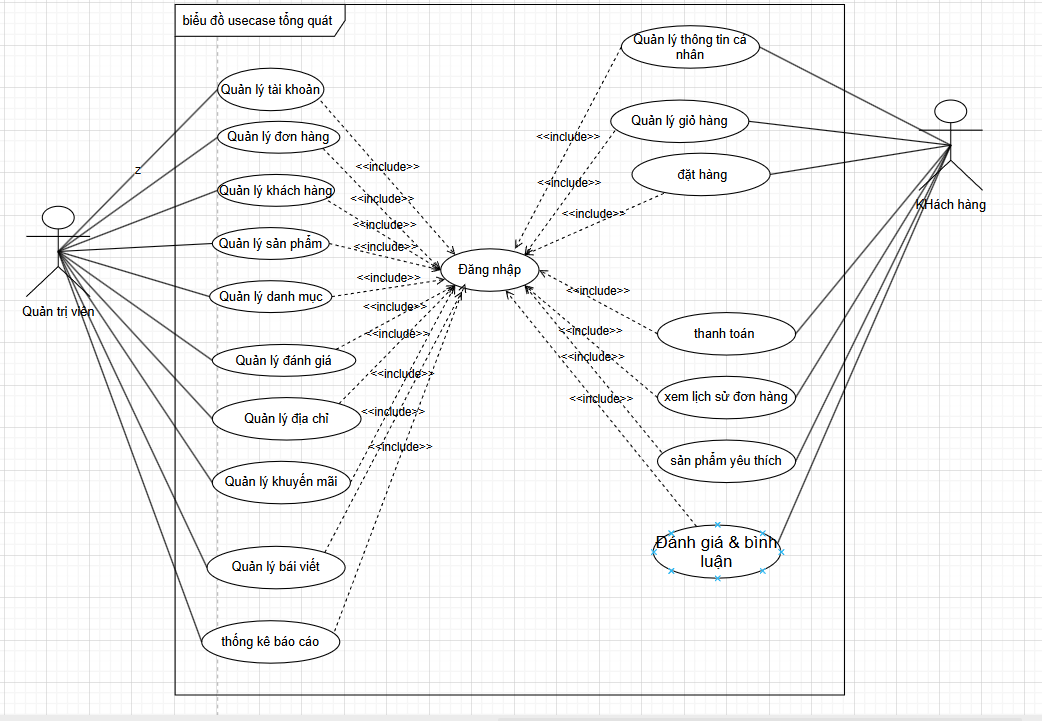 biểu đồ usecase tổng quát
Quản lý thông tin cá
nhân
Quản lý tài khoản
Quản lý giỏ hàng
Quản lý đơn hàng
<<include>>
<<include>>
Z
đặt hàng
<<include>>
Quản lý khách hàng
<<include>>
KHách hàng
<<include>>
<<include>>
Quản lý sản phẩm
<<include>>
Đăng nhập
<<include>>
<<include>>
Quản lý danh mục
Quản trị viên
<<include>>
<<include>>
<<include>>
thanh toán
Quản lý đánh giá
<<include>>
<<include>>
xem lịch sử đơn hàng
<<include>>
<<include>>
Quản lý địa chỉ
<<include>>
sản phẩm yêu thích
Quản lý khuyến mãi
Đánh giá & bình
luận
Quản lý bái viết
thống kê báo cáo